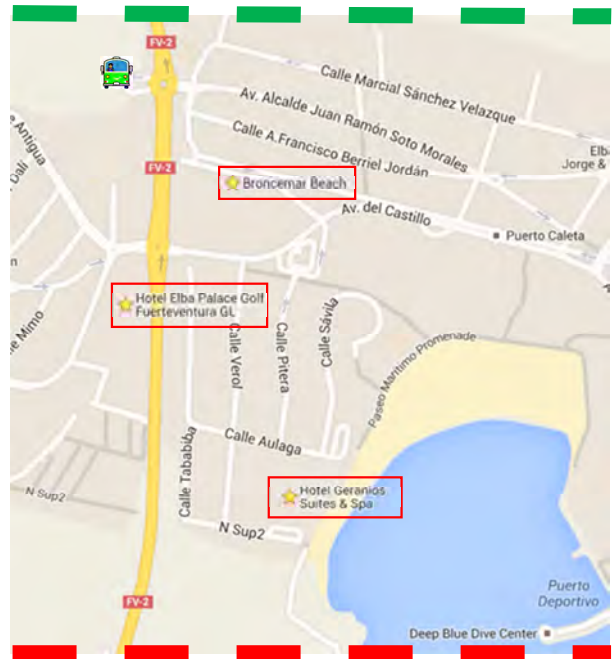 FV-2
Calle Marcial Sánchez Velazque
Av. Alcalde Juan Ramón Soto Morales
Calle A.Francisco Berriel Jordán
Elba
Jorge &
Antigua
Dalí
FV-2
Broncemar Beach
Av. del Castillo
Puerto Caleta
Hotel Elba Palace Golf
Fuerteventura GL
Mimo
Calle Verol
Calle Pitera
Calle Sávila
Paseo Marítimo Promenade
Calle Aulaga
Calle Tababiba
N Sup2
Hotel Geranios
Suites & Spa
N Sup2
Puerto
Deportivo
FV-2
Deep Blue Dive Center